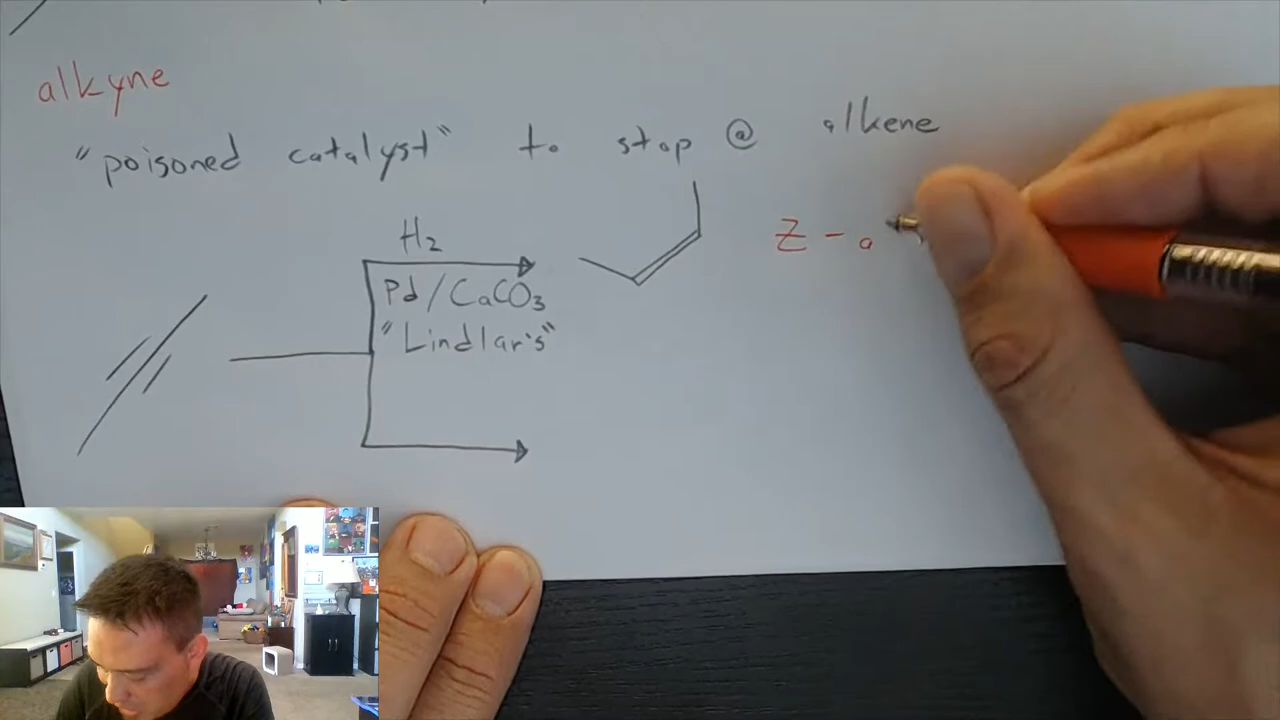 alkyne
"poisoned catalyst" to stop @ alkene
H₂
Pd/CaCO₃
"Lindlar's"
Z-a